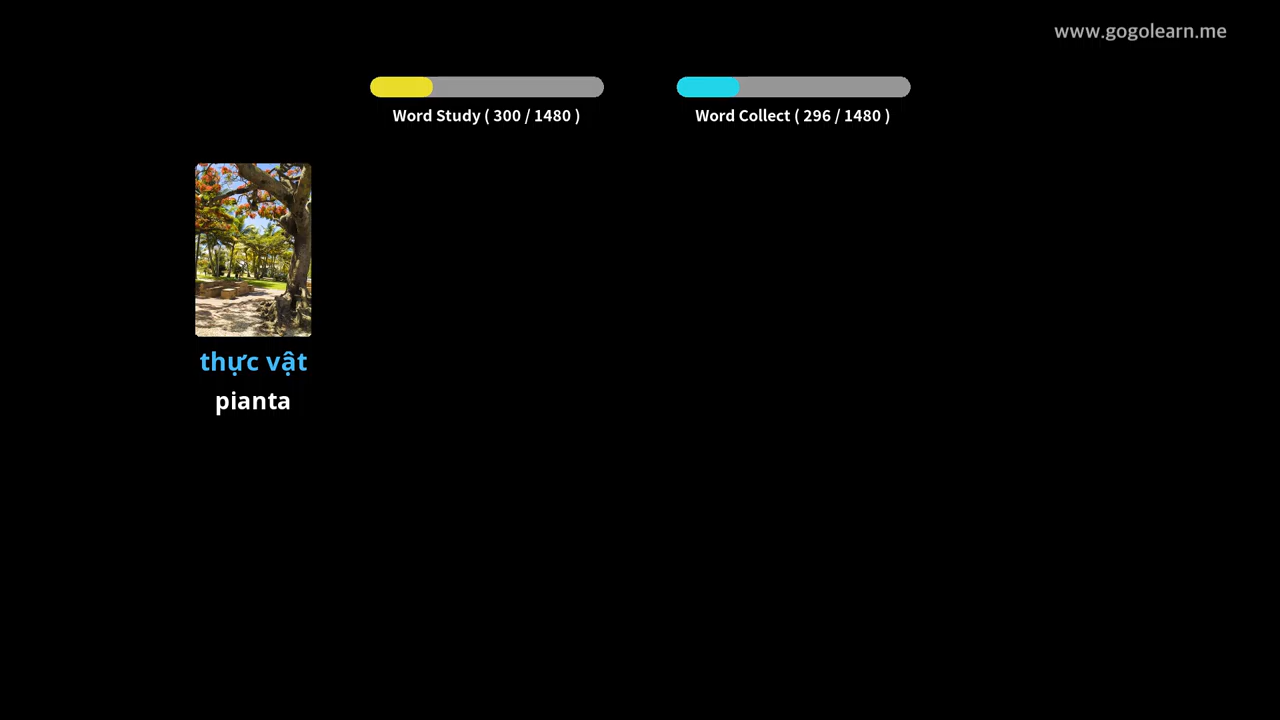 www.gogolearn.me
Word Study ( 300 / 1480 )
Word Collect ( 296 / 1480 )
thực vật
pianta